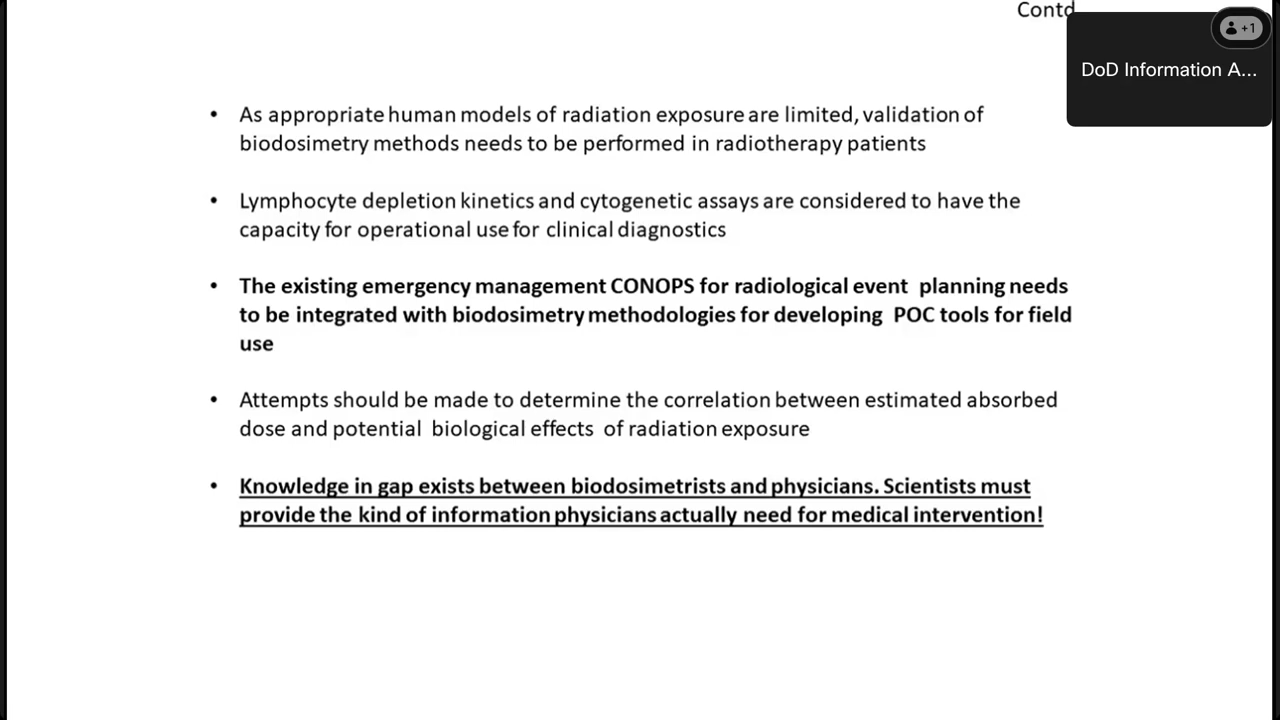 Contd
+1
DoD Information A...
• As appropriate human models of radiation exposure are limited, validation of
biodosimetry methods needs to be performed in radiotherapy patients
• Lymphocyte depletion kinetics and cytogenetic assays are considered to have the
capacity for operational use for clinical diagnostics
• The existing emergency management CONOPS for radiological event planning needs
to be integrated with biodosimetry methodologies for developing POC tools for field
use
• Attempts should be made to determine the correlation between estimated absorbed
dose and potential biological effects of radiation exposure
• Knowledge in gap exists between biodosimetrists and physicians. Scientists must
provide the kind of information physicians actually need for medical intervention!